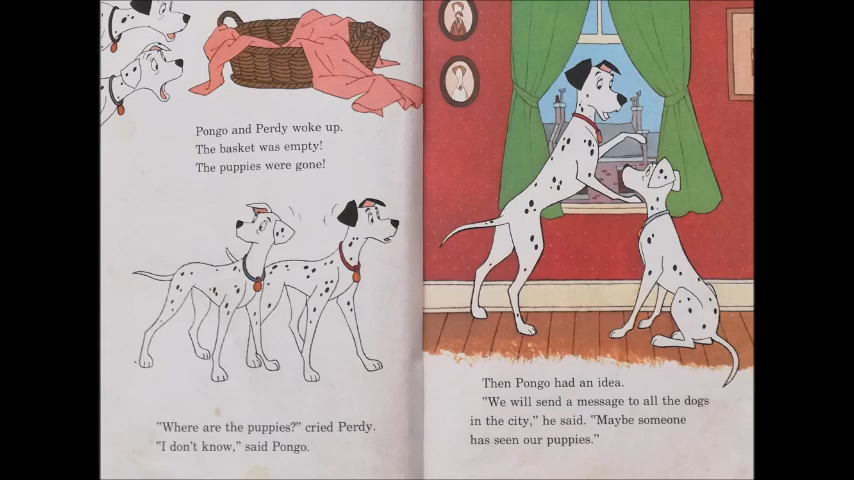 Pongo and Perdy woke up.
The basket was empty!
The puppies were gone!
"Where are the puppies?" cried Perdy.
"I don't know," said Pongo.
Then Pongo had an idea.
"We will send a message to all the dogs
in the city," he said. "Maybe someone
has seen our puppies."